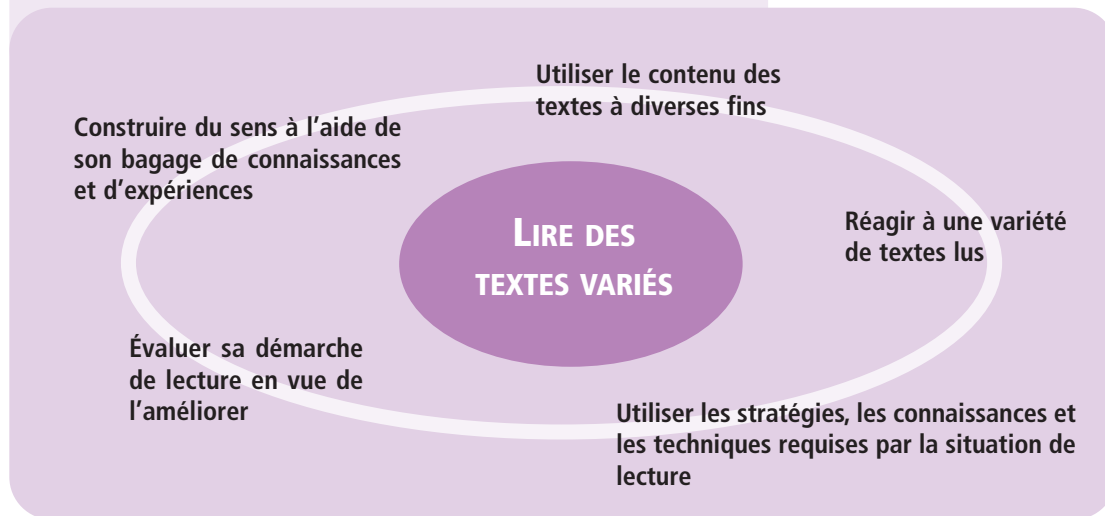 Utiliser le contenu des
textes à diverses fins
Construire du sens à l'aide de
son bagage de connaissances
et d'expériences
LIRE DES
TEXTES VARIÉS
Réagir à une variété
de textes lus
Évaluer sa démarche
de lecture en vue de
l'améliorer
Utiliser les stratégies, les connaissances et
les techniques requises par la situation de
lecture